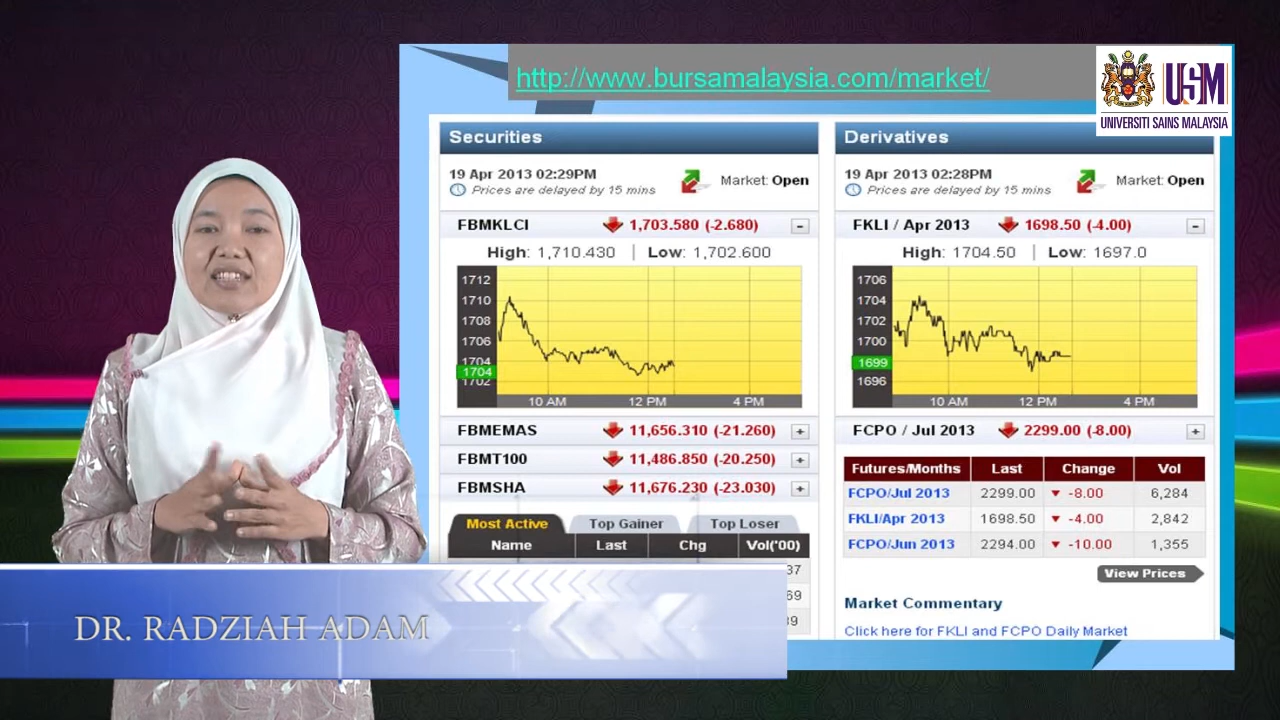 http://www.bursamalaysia.com/market/
USM
UNIVERSITI SAINS MALAYSIA
Securities
19 Apr 2013 02:29PM
Prices are delayed by 15 mins
Market: Open
FBMKLCI 1,703.580 (-2.680) -
High: 1,710.430 | Low: 1,702.600
1712
1710
1708
1706
1704
1704
1702
10 AM 12 PM 4 PM
FBMEMAS 11,656.310 (-21.260) +
FBMT100 11,486.850 (-20.250) +
FBMSHA 11,676.230 (-23.030) +
Most Active Top Gainer Top Loser
Name Last Chg Vol('00)
37
69
39
Derivatives
19 Apr 2013 02:28PM
Prices are delayed by 15 mins
Market: Open
FKLI / Apr 2013 1698.50 (-4.00) -
High: 1704.50 | Low: 1697.0
1706
1704
1702
1700
1699
1696
10 AM 12 PM 4 PM
FCPO / Jul 2013 2299.00 (-8.00) +
Futures/Months Last Change Vol
FCPO/Jul 2013 2299.00 -8.00 6,284
FKLI/Apr 2013 1698.50 -4.00 2,842
FCPO/Jun 2013 2294.00 -10.00 1,355
View Prices
Market Commentary
Click here for FKLI and FCPO Daily Market
DR. RADZIAH ADAM